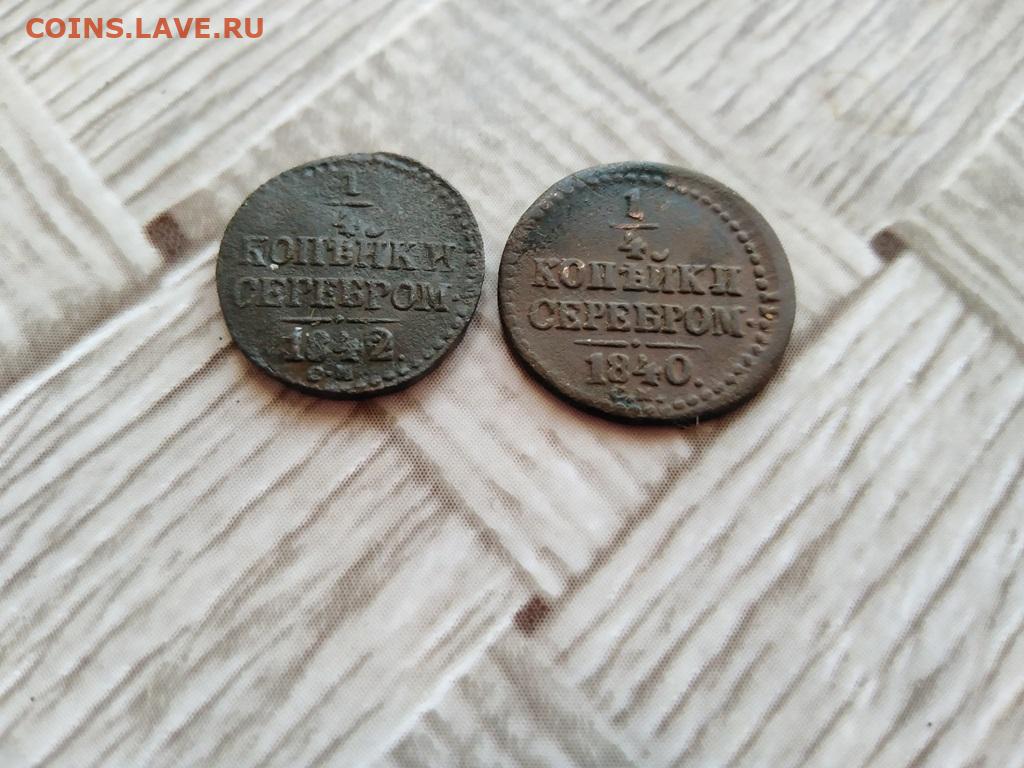 COINS.LAVE.RU
1
4
КОПѢЙКИ
СЕРЕБРОМ
1842.
С.М
1
4
КОПѢЙКИ
СЕРЕБРОМ
1840.